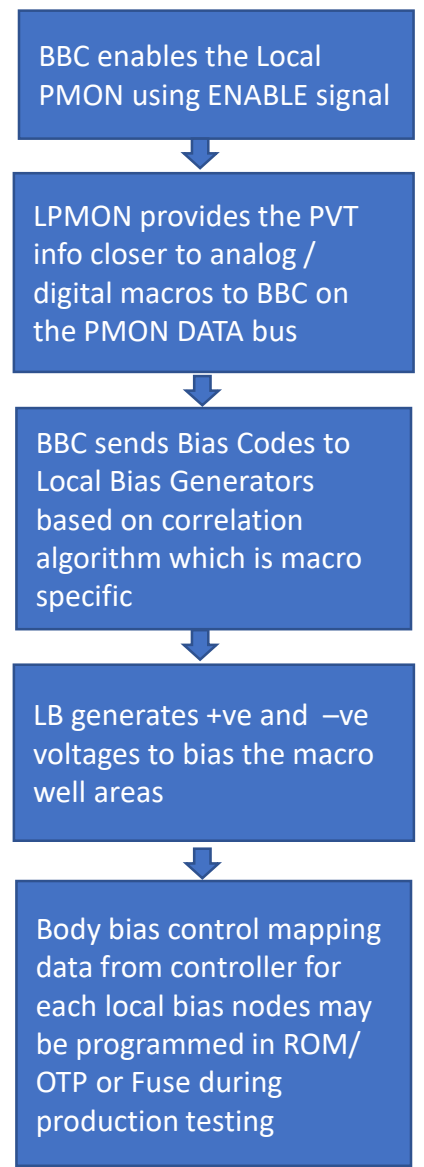 BBC enables the Local
PMON using ENABLE signal
LPMON provides the PVT
info closer to analog /
digital macros to BBC on
the PMON DATA bus
BBC sends Bias Codes to
Local Bias Generators
based on correlation
algorithm which is macro
specific
LB generates +ve and –ve
voltages to bias the macro
well areas
Body bias control mapping
data from controller for
each local bias nodes may
be programmed in ROM/
OTP or Fuse during
production testing